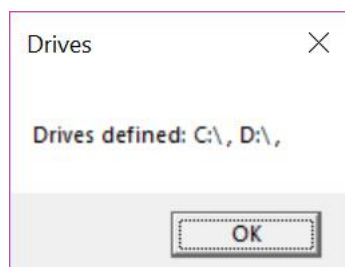 Drives
Drives defined: C:\ , D:\ ,
OK